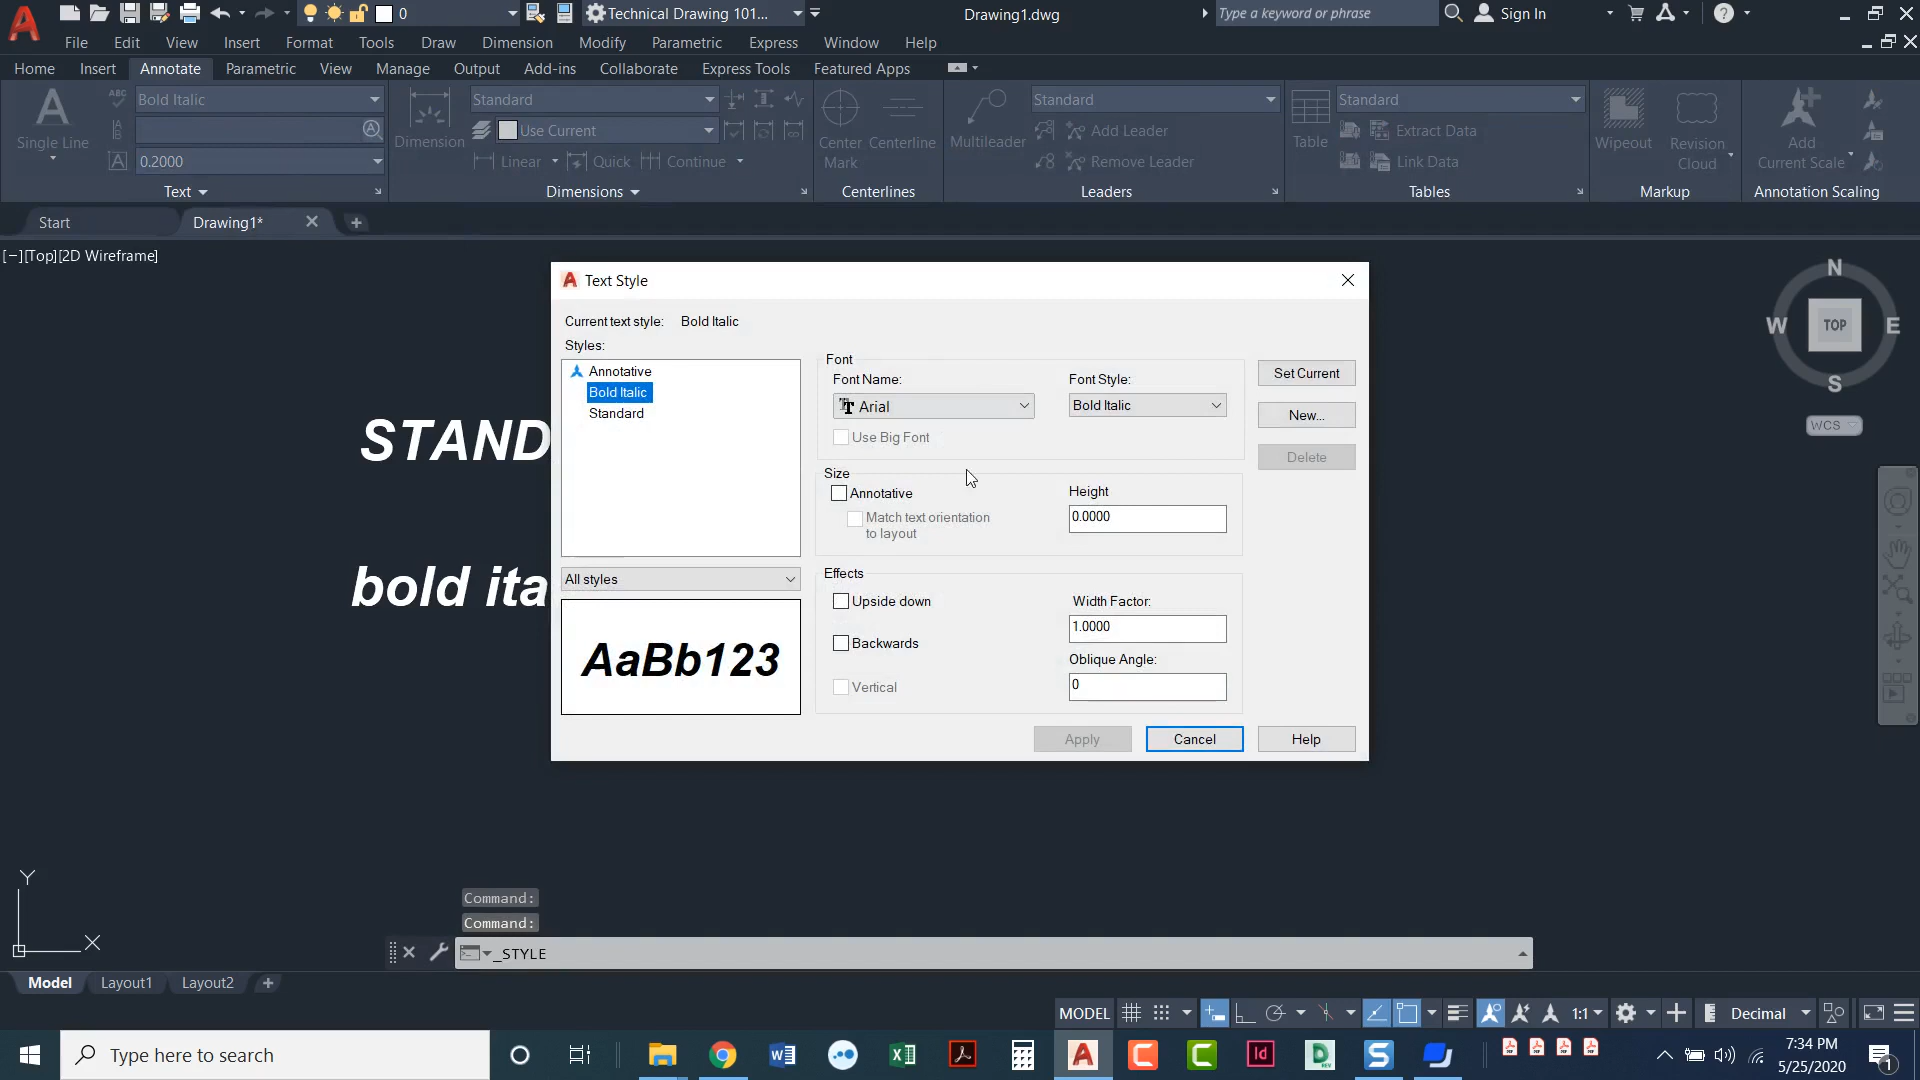 0
Technical Drawing 101...
Drawing1.dwg
Type a keyword or phrase
Sign In
File Edit View Insert Format Tools Draw Dimension Modify Parametric Express Window Help
Home Insert Annotate Parametric View Manage Output Add-ins Collaborate Express Tools Featured Apps
A
Single Line
ABC
Bold Italic
0.2000
Text
Dimension
Standard
Use Current
Linear Quick Continue
Dimensions
Center Mark
Centerline
Centerlines
Multileader
Standard
Add Leader
Remove Leader
Leaders
Table
Standard
Extract Data
Link Data
Tables
Wipeout
Revision Cloud
Markup
Add Current Scale
Annotation Scaling
Start Drawing1*
[−][Top][2D Wireframe]
N
W TOP E
S
WCS
STAND
bold ita
Text Style
Current text style: Bold Italic
Styles:
Annotative
Bold Italic
Standard
All styles
AaBb123
Font
Font Name: Font Style:
Arial Bold Italic
Use Big Font
Size
Annotative
Match text orientation
to layout
Height
0.0000
Effects
Upside down
Backwards
Vertical
Width Factor:
1.0000
Oblique Angle:
0
Set Current
New...
Delete
Apply Cancel Help
Y
X
Command:
Command:
_STYLE
Model Layout1 Layout2
MODEL 1:1 Decimal
Type here to search
7:34 PM
5/25/2020
1